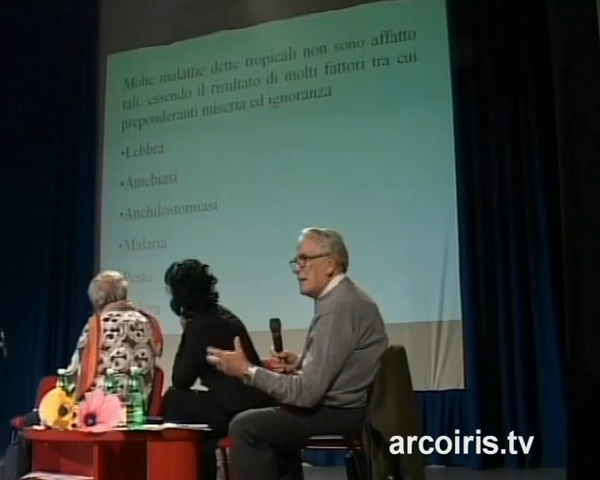 Molte malattie dette tropicali non sono affatto
tali, essendo il risultato di molti fattori tra cui
preponderanti miseria ed ignoranza
•Lebbra
•Amebiasi
•Anchilostomiasi
•Malaria
Peste
arcoiris.tv